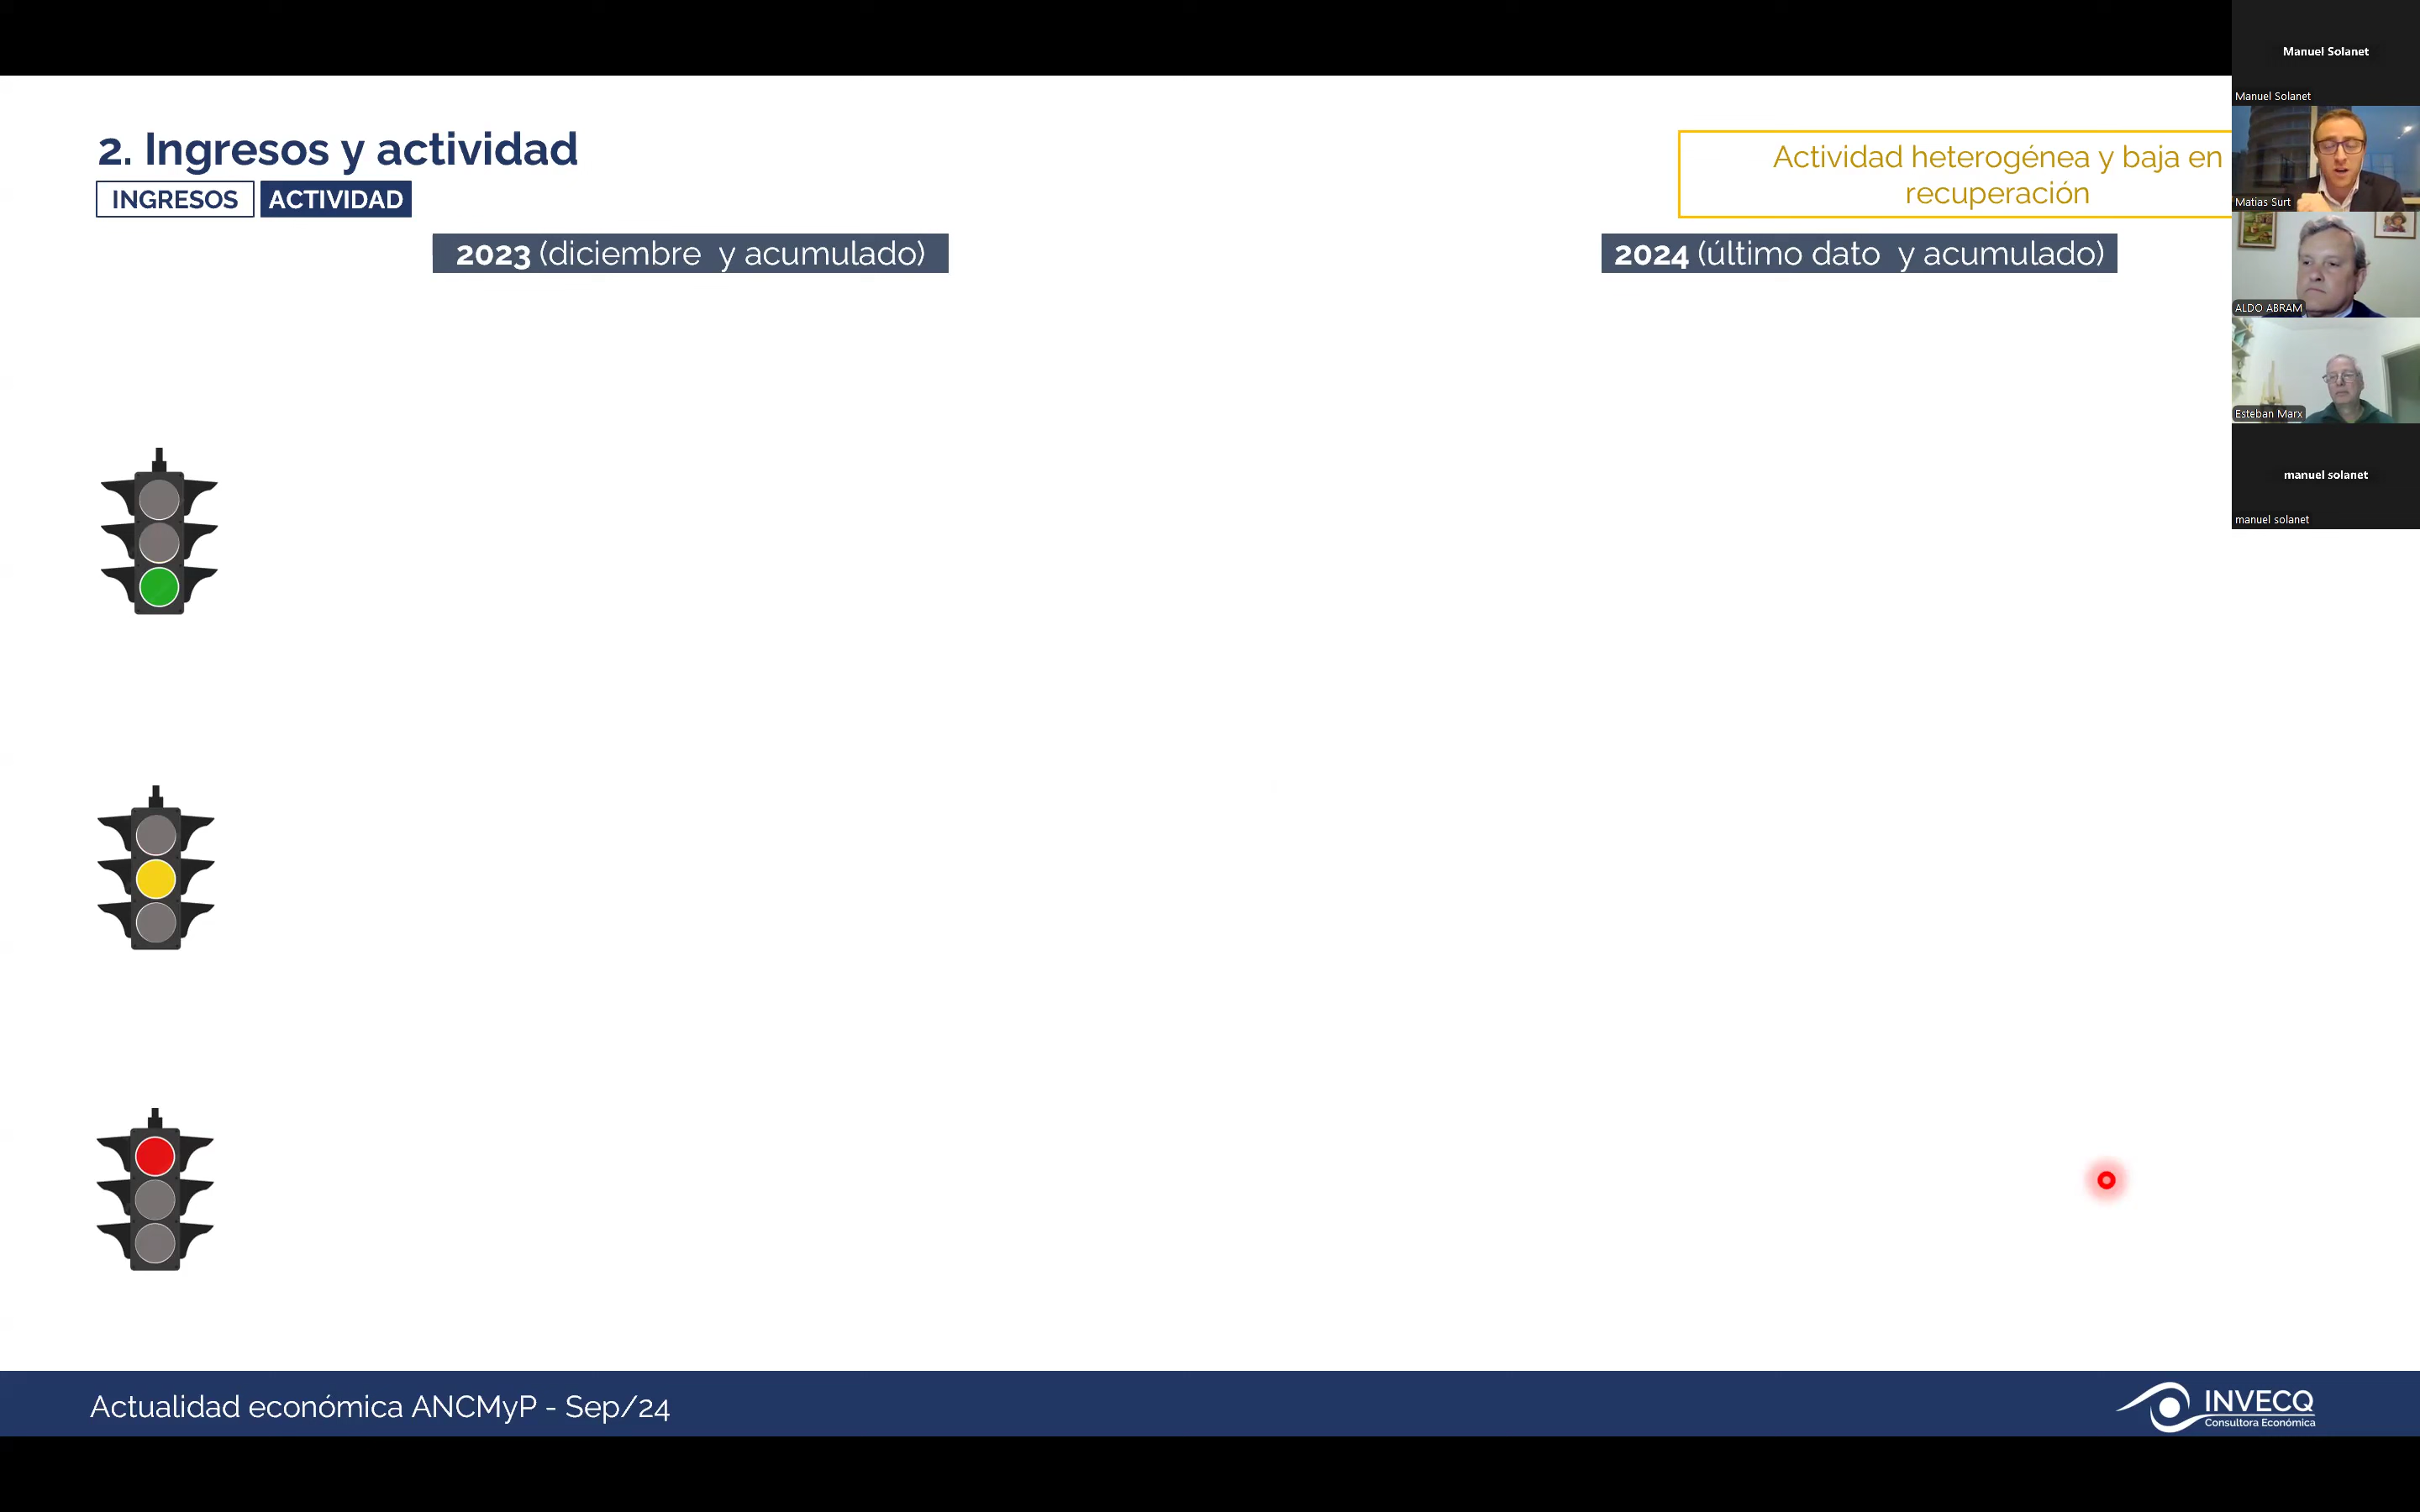 2. Ingresos y actividad
INGRESOS
ACTIVIDAD
Actividad heterogénea y baja en
recuperación
2023 (diciembre y acumulado)
2024 (último dato y acumulado)
Manuel Solanet
Manuel Solanet
Matias Surt
ALDO ABRAM
Esteban Marx
manuel solanet
manuel solanet
Actualidad económica ANCMyP - Sep/24
INVECQ
Consultora Económica